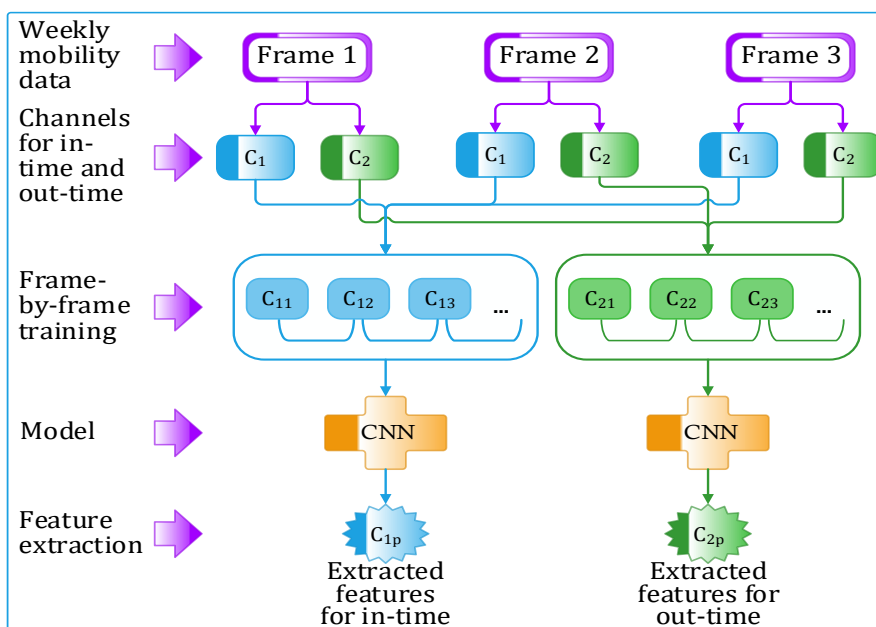 Weekly
mobility
data
Frame 1
Frame 2
Frame 3
Channels
for in-
time and
out-time
C₁
C₂
C₁
C₂
C₁
C₂
Frame-
by-frame
training
C₁₁
C₁₂
C₁₃
...
C₂₁
C₂₂
C₂₃
...
Model
CNN
CNN
Feature
extraction
C₁ₚ
C₂ₚ
Extracted
features
for in-time
Extracted
features for
out-time